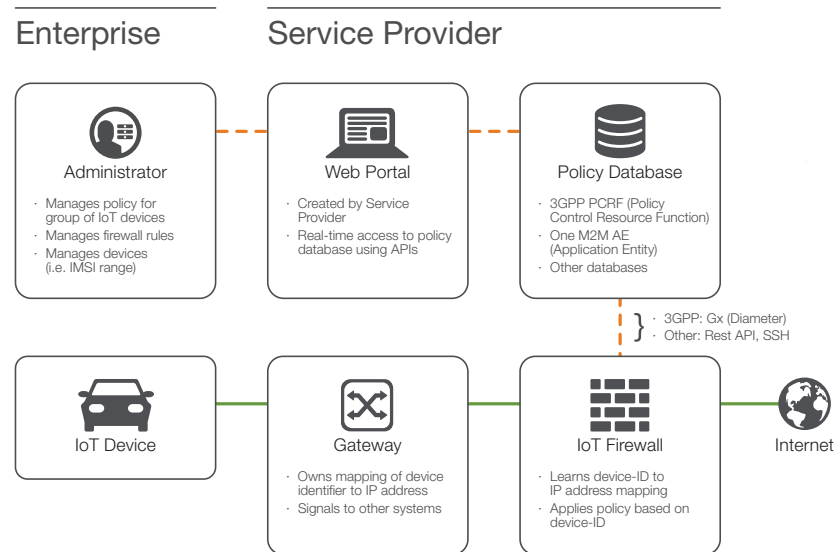 Enterprise
Service Provider
Administrator
· Manages policy for
group of IoT devices
· Manages firewall rules
· Manages devices
(i.e. IMSI range)
Web Portal
· Created by Service
Provider
· Real-time access to policy
database using APIs
Policy Database
· 3GPP PCRF (Policy
Control Resource Function)
· One M2M AE
(Application Entity)
· Other databases
} · 3GPP: Gx (Diameter)
· Other: Rest API, SSH
IoT Device
Gateway
· Owns mapping of device
identifier to IP address
· Signals to other systems
IoT Firewall
· Learns device-ID to
IP address mapping
· Applies policy based on
device-ID
Internet